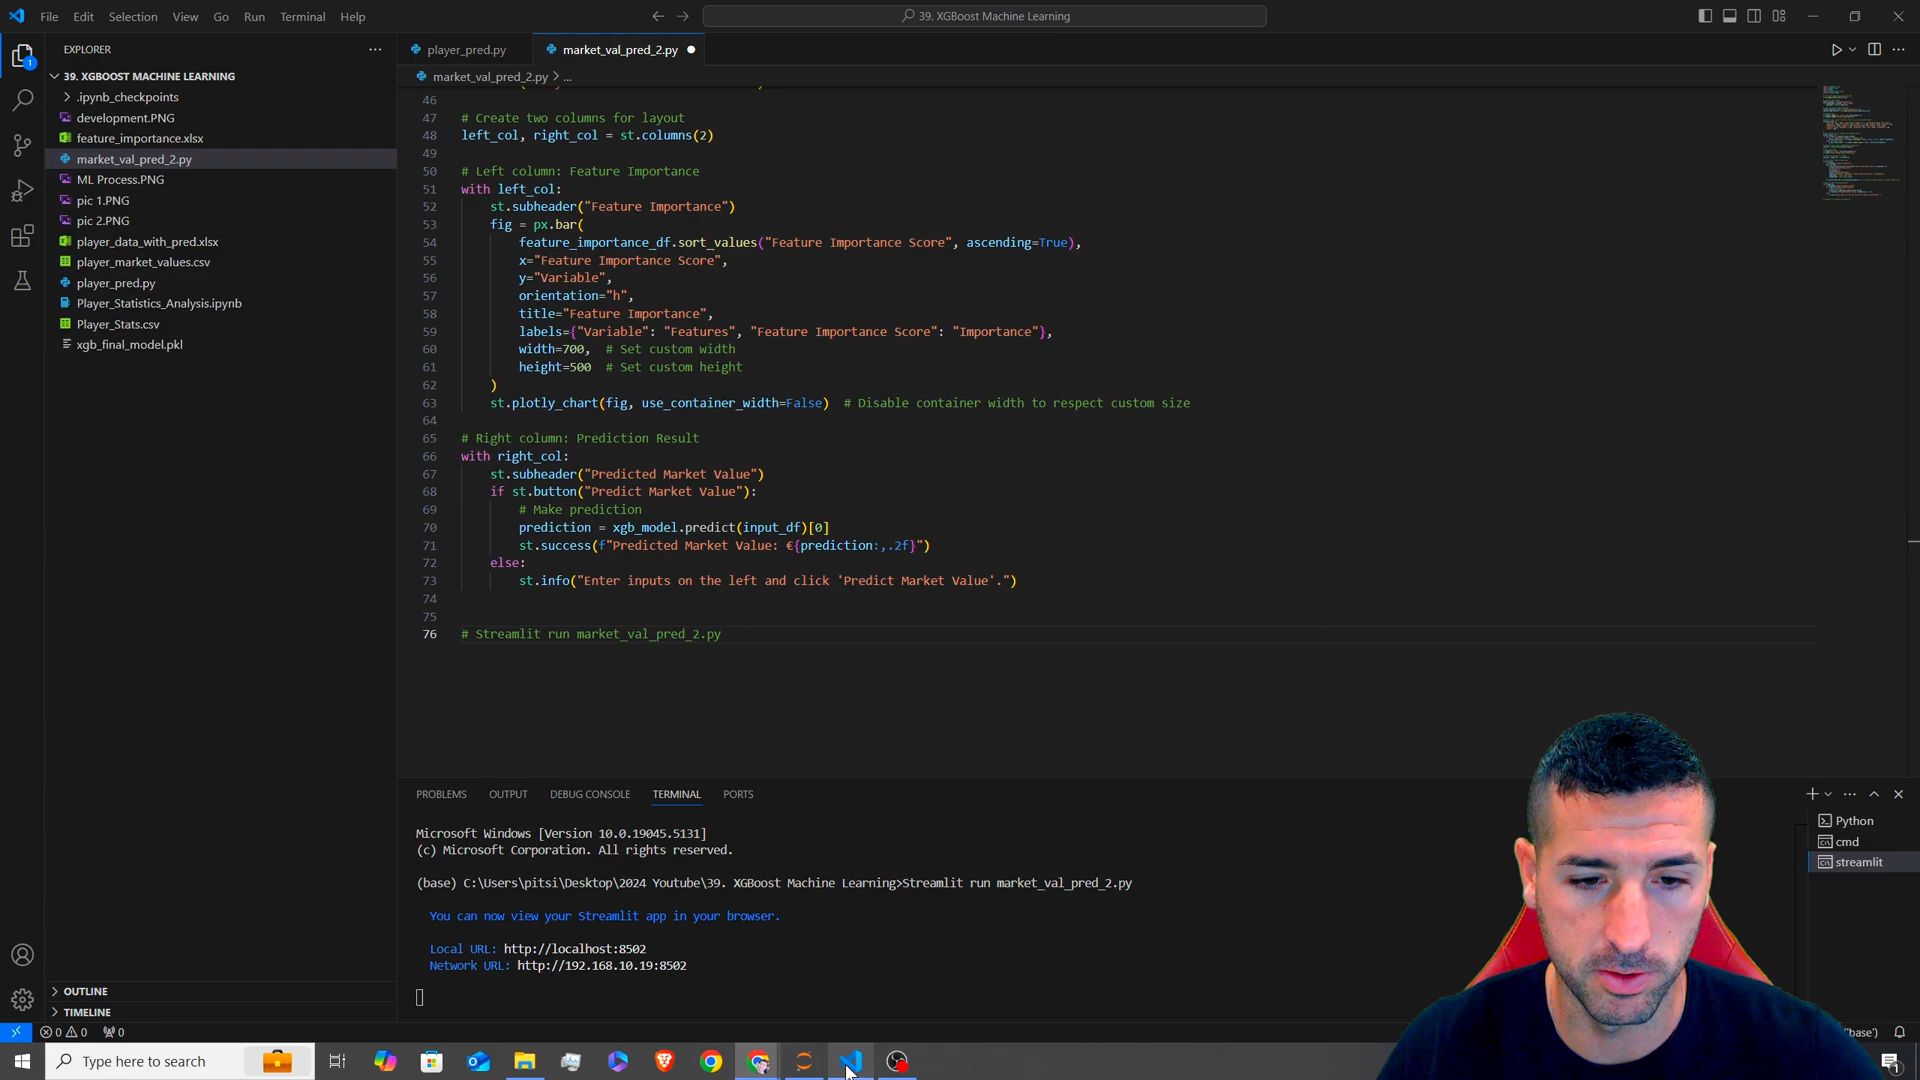 File Edit Selection View Go Run Terminal Help
39. XGBoost Machine Learning
EXPLORER
39. XGBOOST MACHINE LEARNING
.ipynb_checkpoints
development.PNG
feature_importance.xlsx
market_val_pred_2.py
ML Process.PNG
pic 1.PNG
pic 2.PNG
player_data_with_pred.xlsx
player_market_values.csv
player_pred.py
Player_Statistics_Analysis.ipynb
Player_Stats.csv
xgb_final_model.pkl
OUTLINE
TIMELINE
player_pred.py
market_val_pred_2.py
market_val_pred_2.py > ...
46
47 # Create two columns for layout
48 left_col, right_col = st.columns(2)
49
50 # Left column: Feature Importance
51 with left_col:
52 st.subheader("Feature Importance")
53 fig = px.bar(
54 feature_importance_df.sort_values("Feature Importance Score", ascending=True),
55 x="Feature Importance Score",
56 y="Variable",
57 orientation="h",
58 title="Feature Importance",
59 labels={"Variable": "Features", "Feature Importance Score": "Importance"},
60 width=700, # Set custom width
61 height=500 # Set custom height
62 )
63 st.plotly_chart(fig, use_container_width=False) # Disable container width to respect custom size
64
65 # Right column: Prediction Result
66 with right_col:
67 st.subheader("Predicted Market Value")
68 if st.button("Predict Market Value"):
69 # Make prediction
70 prediction = xgb_model.predict(input_df)[0]
71 st.success(f"Predicted Market Value: €{prediction:,.2f}")
72 else:
73 st.info("Enter inputs on the left and click 'Predict Market Value'.")
74
75
76 # Streamlit run market_val_pred_2.py
PROBLEMS OUTPUT DEBUG CONSOLE TERMINAL PORTS
Microsoft Windows [Version 10.0.19045.5131]
(c) Microsoft Corporation. All rights reserved.
(base) C:\Users\pitsi\Desktop\2024 Youtube\39. XGBoost Machine Learning>Streamlit run market_val_pred_2.py
You can now view your Streamlit app in your browser.
Local URL: http://localhost:8502
Network URL: http://192.168.10.19:8502
Python
cmd
streamlit
0 0 0
'base')
Type here to search
1
1